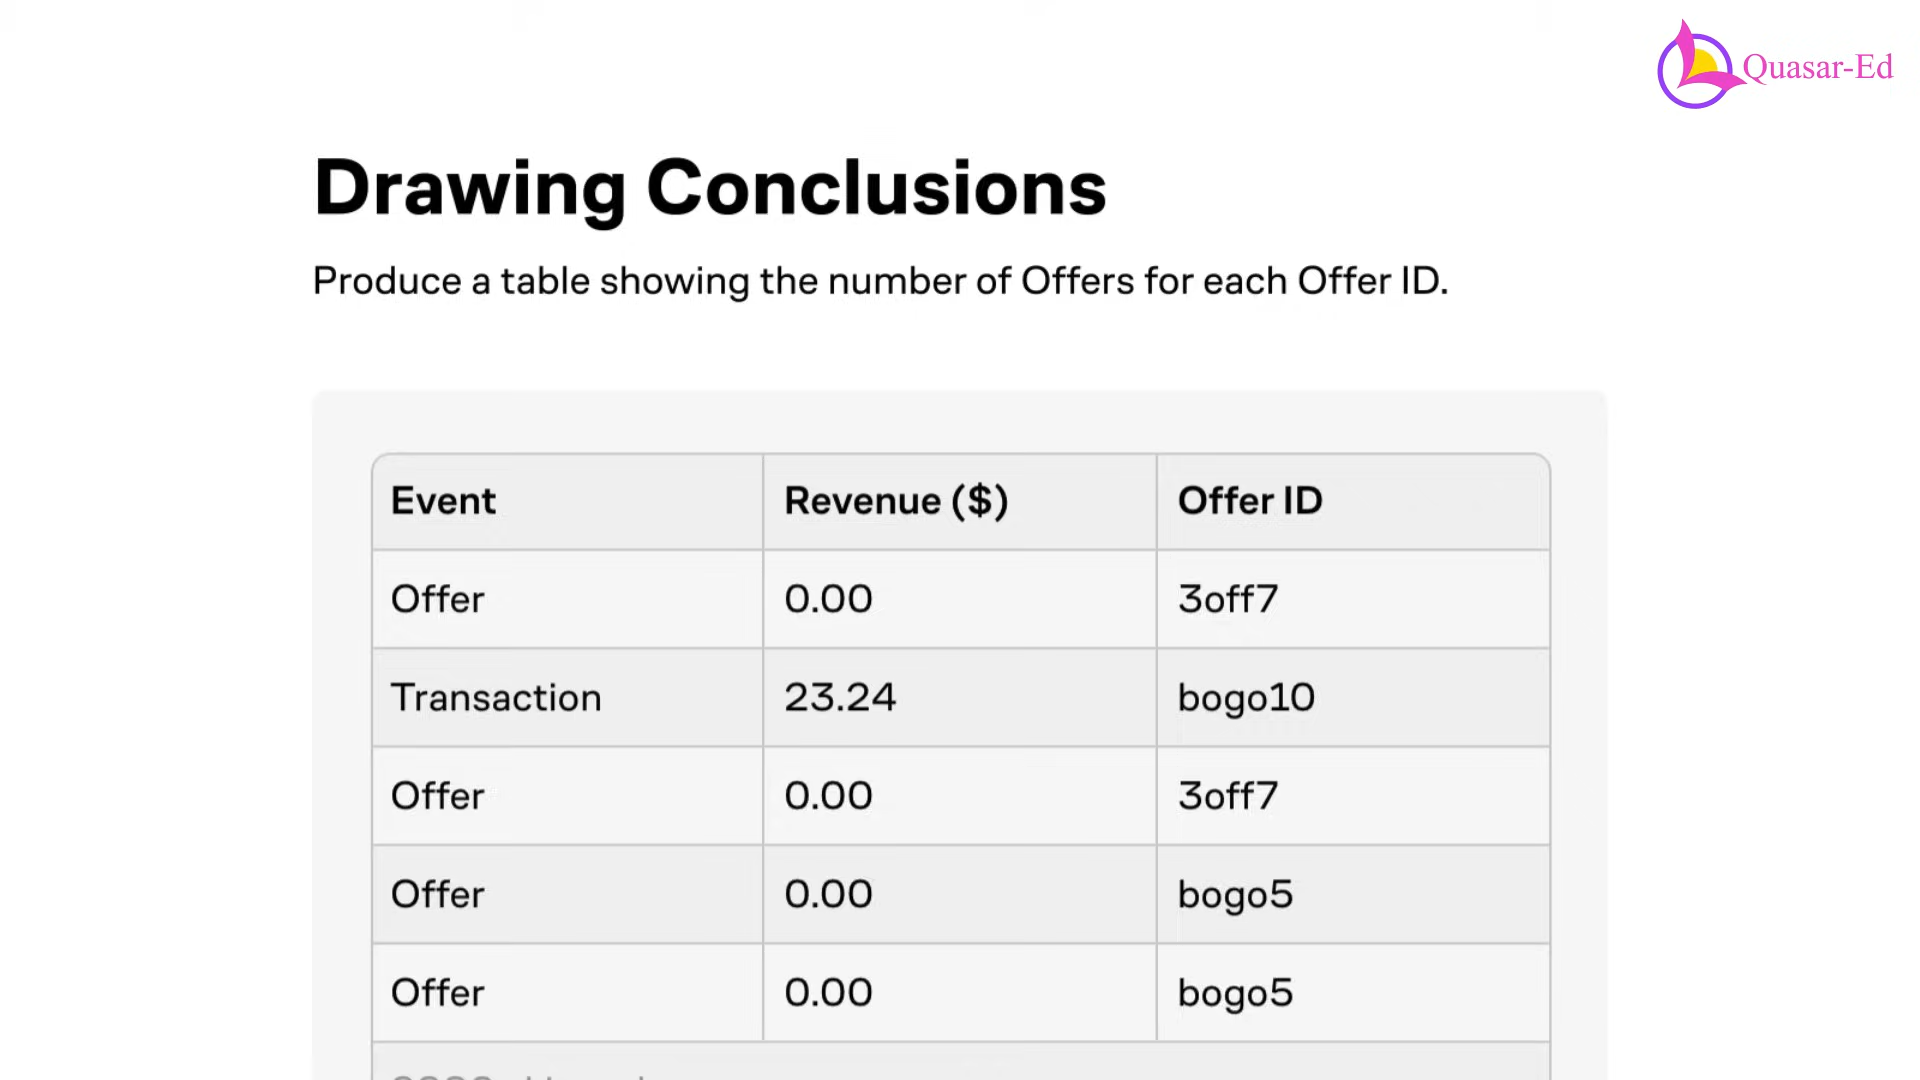 Quasar-Ed
Drawing Conclusions
Produce a table showing the number of Offers for each Offer ID.
Event Revenue ($) Offer ID
Offer 0.00 3off7
Transaction 23.24 bogo10
Offer 0.00 3off7
Offer 0.00 bogo5
Offer 0.00 bogo5